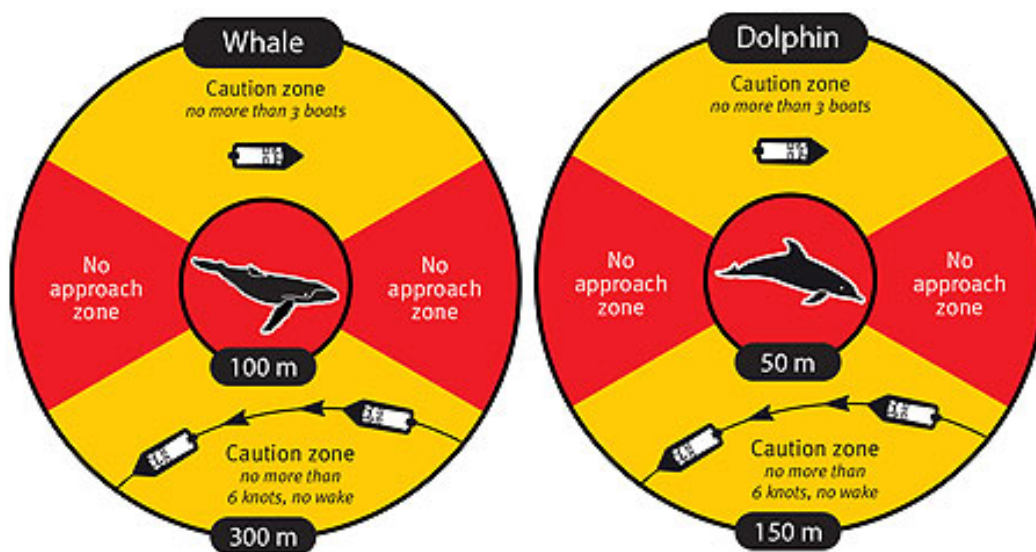 Whale
Caution zone
no more than 3 boats
No
approach
zone
No
approach
zone
100 m
Caution zone
no more than
6 knots, no wake
300 m
Dolphin
Caution zone
no more than 3 boats
No
approach
zone
No
approach
zone
50 m
Caution zone
no more than
6 knots, no wake
150 m